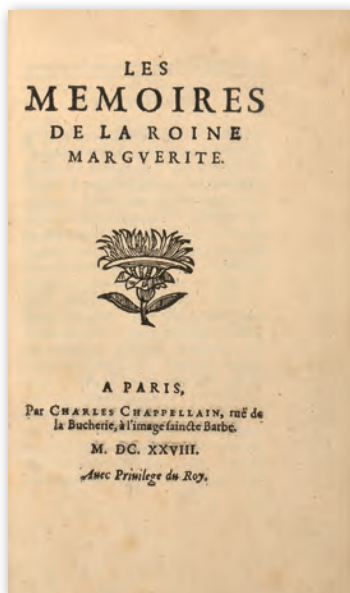 LES
MEMOIRES
DE LA ROINE
MARGVERITE.
A PARIS,
Par CHARLES CHAPPELLAIN, ruë de
la Bucherie, à l'image saincte Barbe.
M. DC. XXVIII.
Auec Priuilege du Roy.